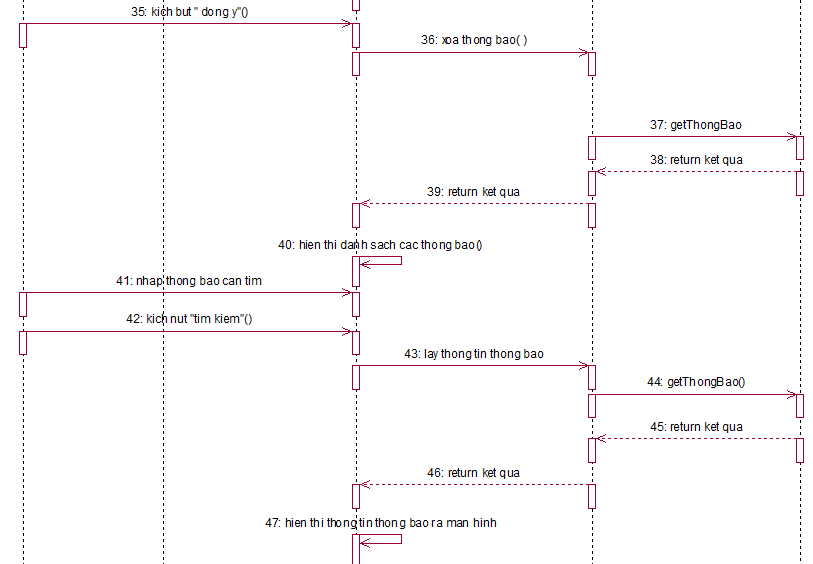 35: kich but " dong y"()
36: xoa thong bao( )
37: getThongBao
38: return ket qua
39: return ket qua
40: hien thi danh sach cac thong bao()
41: nhap thong bao can tim
42: kich nut "tim kiem"()
43: lay thong tin thong bao
44: getThongBao()
45: return ket qua
46: return ket qua
47: hien thi thong tin thong bao ra man hinh